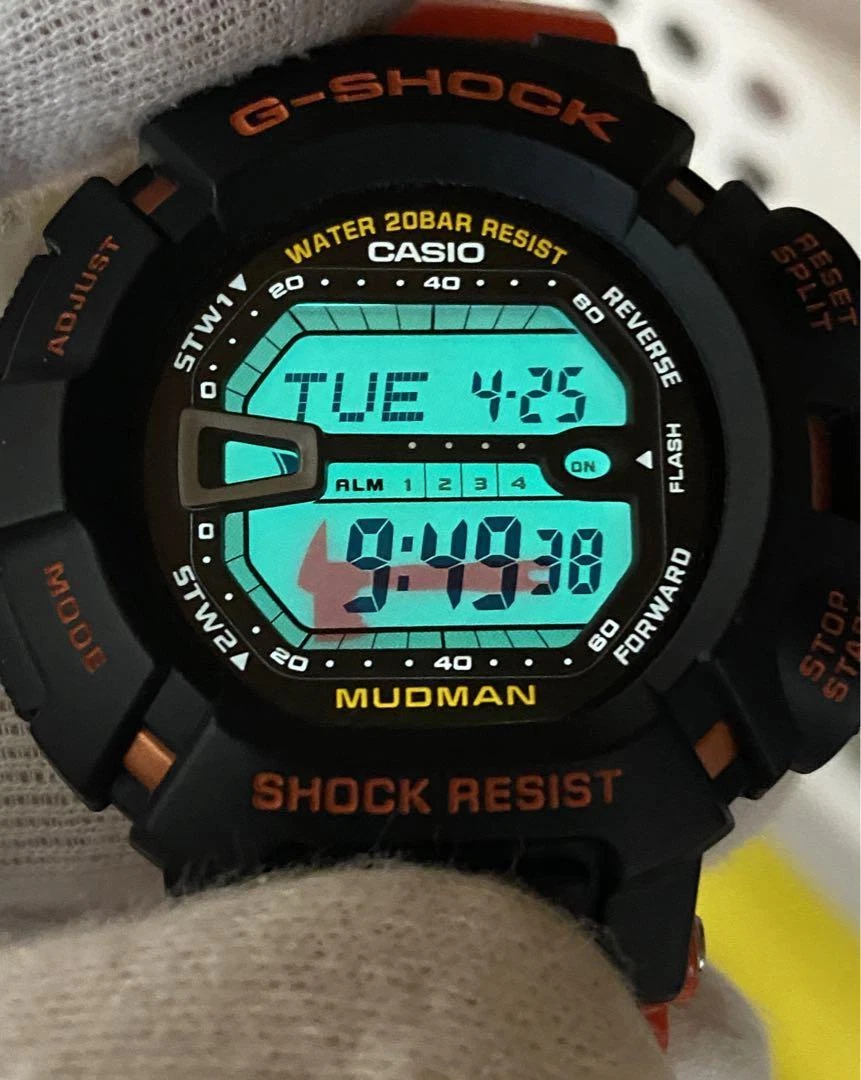 G-SHOCK
WATER 20BAR RESIST
CASIO
ADJUST
RESET
SPLIT
STW1
20 40 60
0
REVERSE
TUE 4-25
FLASH
ON
ALM 1 2 3 4
9:49 38
MODE
0
STW2
20 40 60
FORWARD
STOP
MUDMAN
SHOCK RESIST